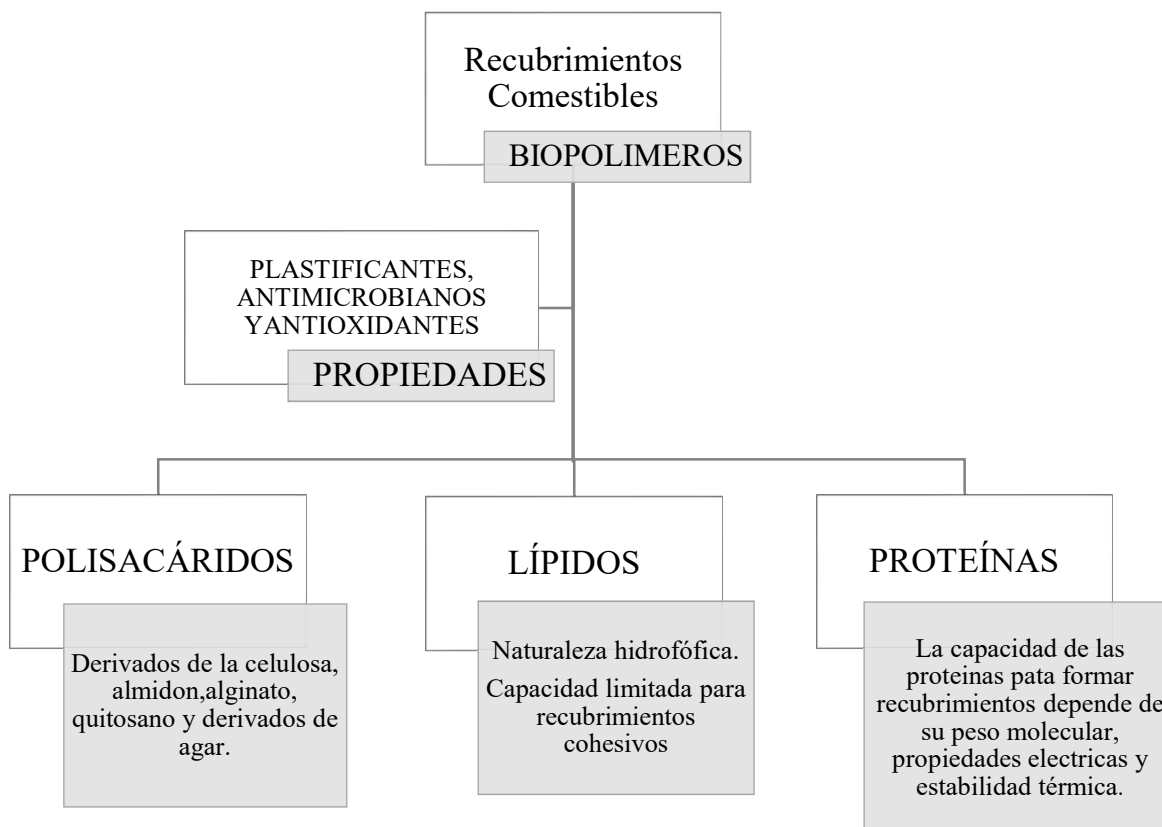 Recubrimientos
Comestibles
BIOPOLIMEROS
PLASTIFICANTES,
ANTIMICROBIANOS
YANTIOXIDANTES
PROPIEDADES
POLISACÁRIDOS
Derivados de la celulosa,
almidon,alginato,
quitosano y derivados de
agar.
LÍPIDOS
Naturaleza hidrofófica.
Capacidad limitada para
recubrimientos
cohesivos
PROTEÍNAS
La capacidad de las
proteinas pata formar
recubrimientos depende de
su peso molecular,
propiedades electricas y
estabilidad térmica.